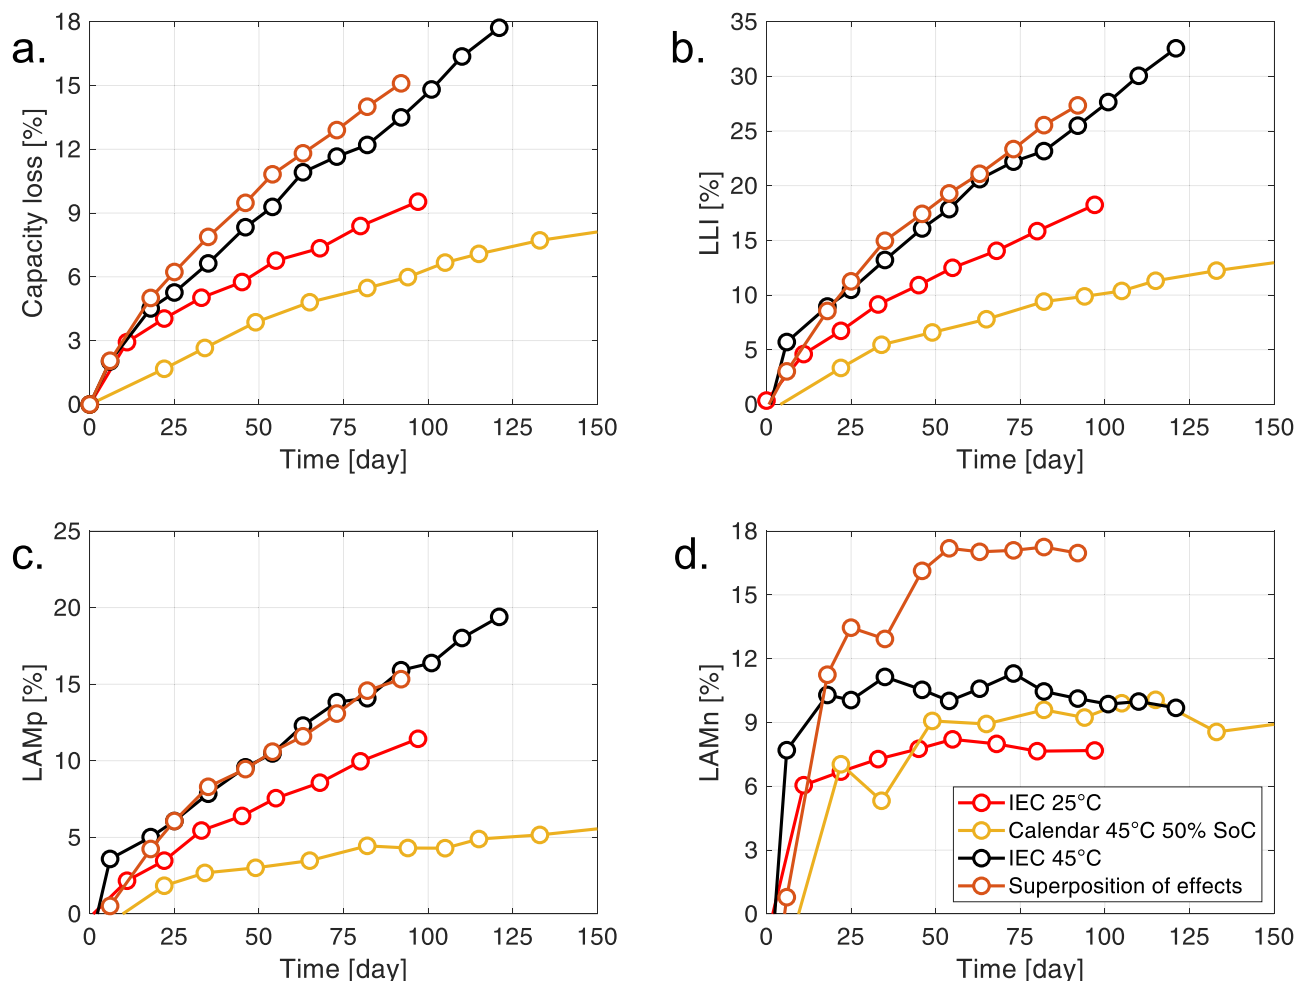 a.
Capacity loss [%]
18
15
12
9
6
3
0
0 25 50 75 100 125 150
Time [day]
b.
LLI [%]
35
30
25
20
15
10
5
0
0 25 50 75 100 125 150
Time [day]
c.
LAMp [%]
25
20
15
10
5
0
0 25 50 75 100 125 150
Time [day]
d.
LAMn [%]
18
15
12
9
6
3
0
0 25 50 75 100 125 150
Time [day]
IEC 25°C
Calendar 45°C 50% SoC
IEC 45°C
Superposition of effects